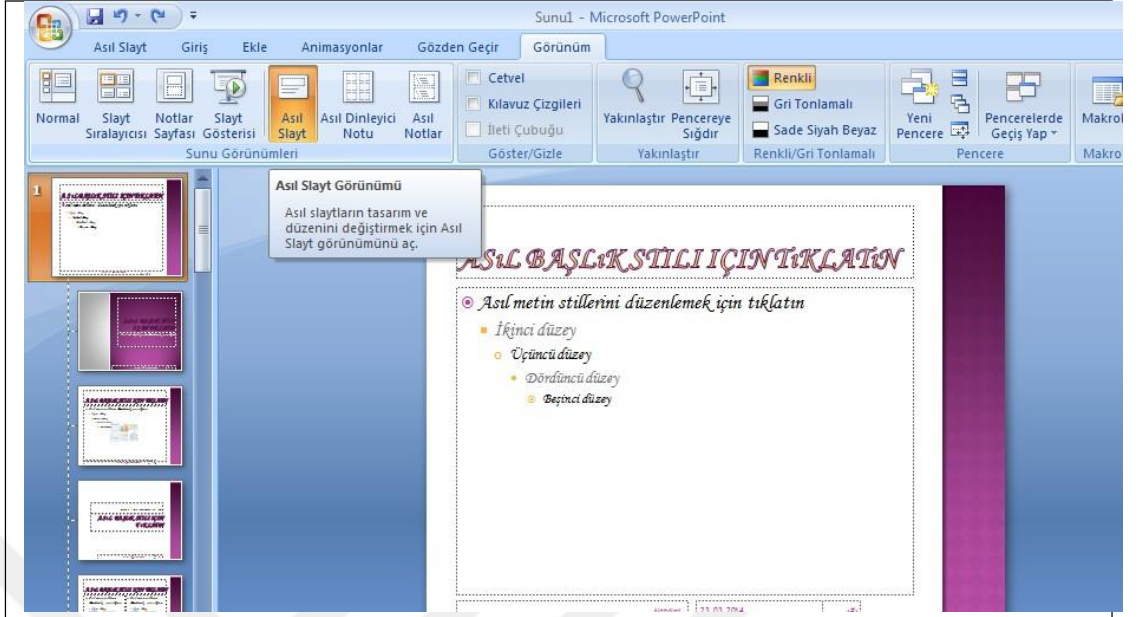 Sunu1 - Microsoft PowerPoint
Asıl Slayt Giriş Ekle Animasyonlar Gözden Geçir Görünüm
Normal Slayt Sıralayıcısı Notlar Sayfası Slayt Gösterisi Asıl Slayt Asıl Dinleyici Notu Asıl Notlar
Sunu Görünümleri
Cetvel
Kılavuz Çizgileri
İleti Çubuğu
Göster/Gizle
Yakınlaştır Pencereye Sığdır
Yakınlaştır
Renkli
Gri Tonlamalı
Sade Siyah Beyaz
Renkli/Gri Tonlamalı
Yeni Pencere
Pencerelerde Geçiş Yap
Pencere
Makro
1
Asıl Slayt Görünümü
Asıl slaytların tasarım ve
düzenini değiştirmek için Asıl
Slayt görünümünü aç.
ASıL BAŞLıK STİLI IÇIN TıKLATıN
Asıl metin stillerini düzenlemek için tıklatın
İkinci düzey
Üçüncü düzey
Dördüncü düzey
Beşinci düzey
23.03.2014